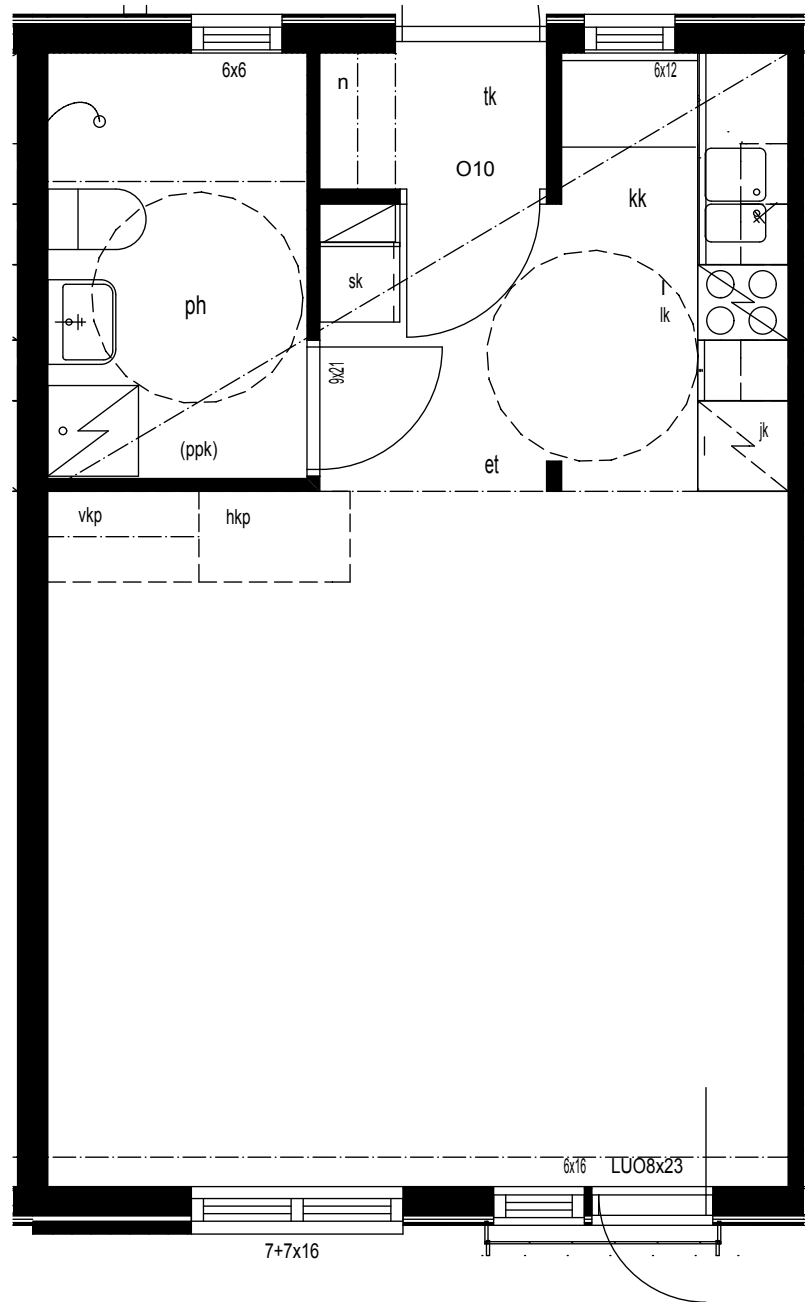 6x6
n
tk
6x12
O10
kk
sk
ph
lk
9x21
jk
(ppk)
et
vkp
hkp
6x16
LUO8x23
7+7x16